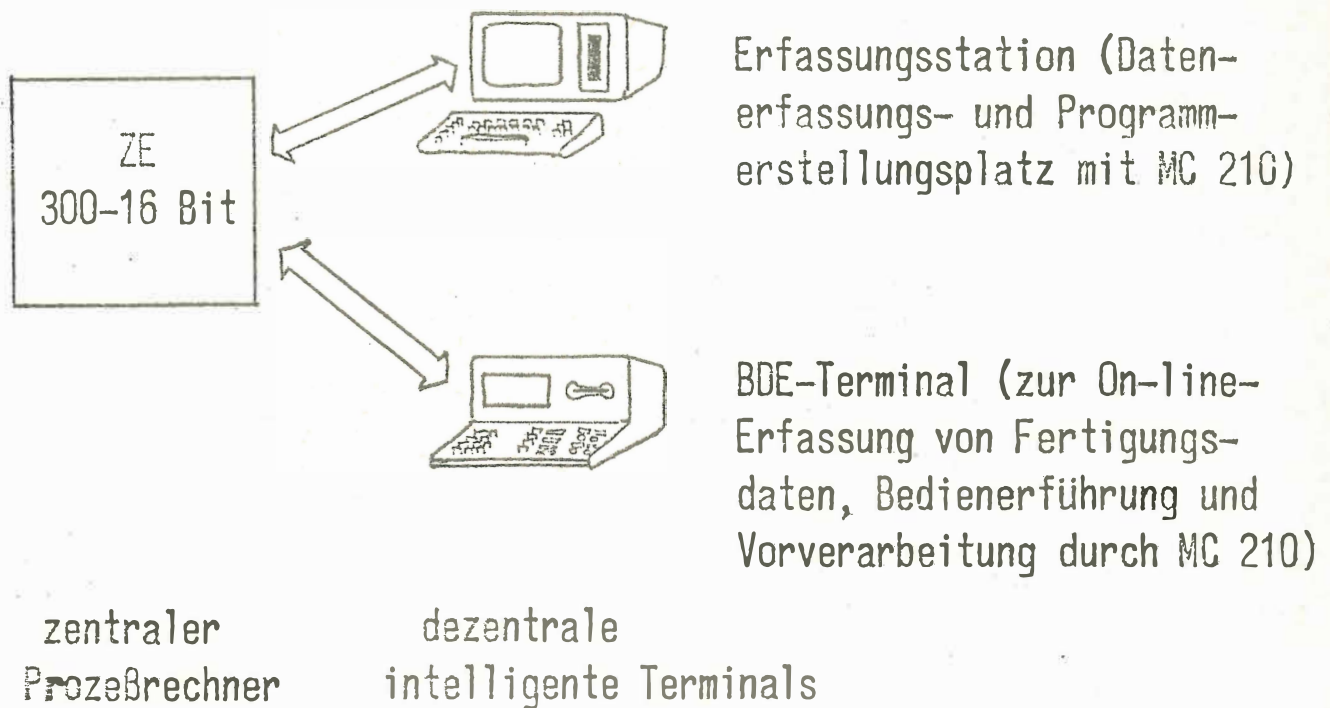 ZE
300-16 Bit
Erfassungsstation (Daten-
erfassungs- und Programm-
erstellungsplatz mit MC 210)
BDE-Terminal (zur On-line-
Erfassung von Fertigungs-
daten, Bedienerführung und
Vorverarbeitung durch MC 210)
zentraler
Prozeßrechner
dezentrale
intelligente Terminals